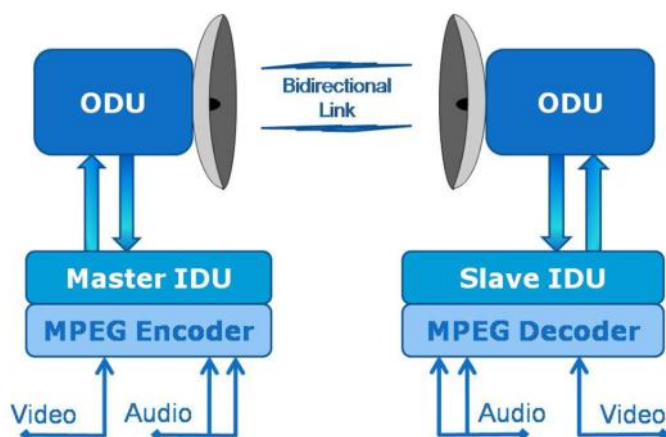 ODU
Bidirectional
Link
ODU
Master IDU
Slave IDU
MPEG Encoder
MPEG Decoder
Video
Audio
Audio
Video